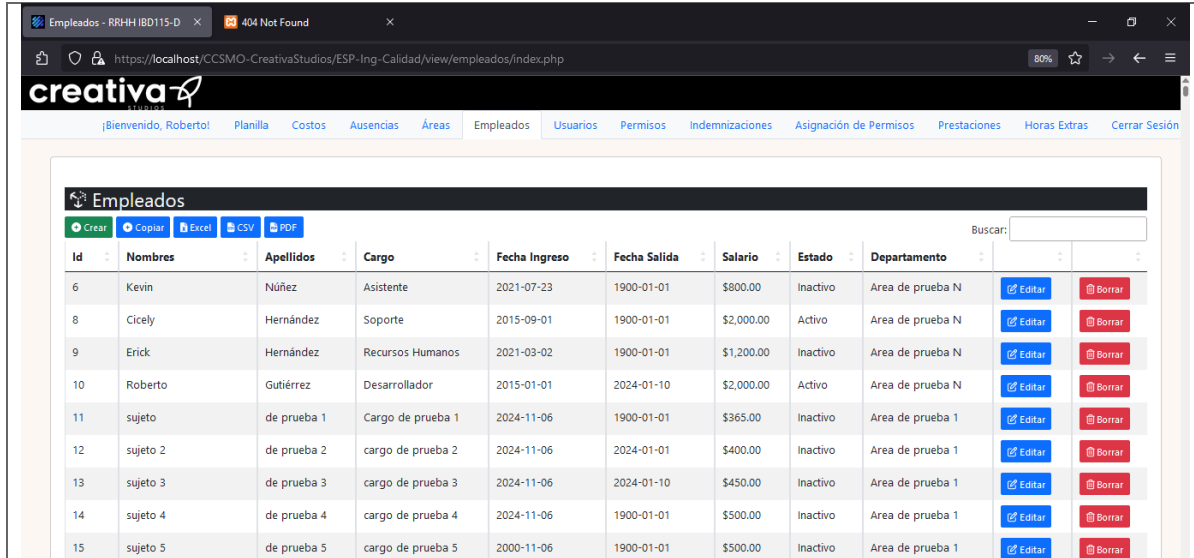 Empleados - RRHH IBD115-D
404 Not Found
https://localhost/CCSMO-CreativaStudios/ESP-Ing-Calidad/view/empleados/index.php 80%
creativa
STUDIOS
¡Bienvenido, Roberto! Planilla Costos Ausencias Áreas Empleados Usuarios Permisos Indemnizaciones Asignación de Permisos Prestaciones Horas Extras Cerrar Sesión
Empleados
Crear Copiar Excel CSV PDF Buscar:
Id Nombres Apellidos Cargo Fecha Ingreso Fecha Salida Salario Estado Departamento
6 Kevin Núñez Asistente 2021-07-23 1900-01-01 $800.00 Inactivo Area de prueba N Editar Borrar
8 Cicely Hernández Soporte 2015-09-01 1900-01-01 $2,000.00 Activo Area de prueba N Editar Borrar
9 Erick Hernández Recursos Humanos 2021-03-02 1900-01-01 $1,200.00 Inactivo Area de prueba N Editar Borrar
10 Roberto Gutiérrez Desarrollador 2015-01-01 2024-01-10 $2,000.00 Activo Area de prueba N Editar Borrar
11 sujeto de prueba 1 Cargo de prueba 1 2024-11-06 1900-01-01 $365.00 Inactivo Area de prueba 1 Editar Borrar
12 sujeto 2 de prueba 2 cargo de prueba 2 2024-11-06 2024-01-01 $400.00 Inactivo Area de prueba 1 Editar Borrar
13 sujeto 3 de prueba 3 cargo de prueba 3 2024-11-06 2024-01-10 $450.00 Inactivo Area de prueba 1 Editar Borrar
14 sujeto 4 de prueba 4 cargo de prueba 4 2024-11-06 1900-01-01 $500.00 Inactivo Area de prueba 1 Editar Borrar
15 sujeto 5 de prueba 5 cargo de prueba 5 2000-11-06 1900-01-01 $500.00 Inactivo Area de prueba 1 Editar Borrar